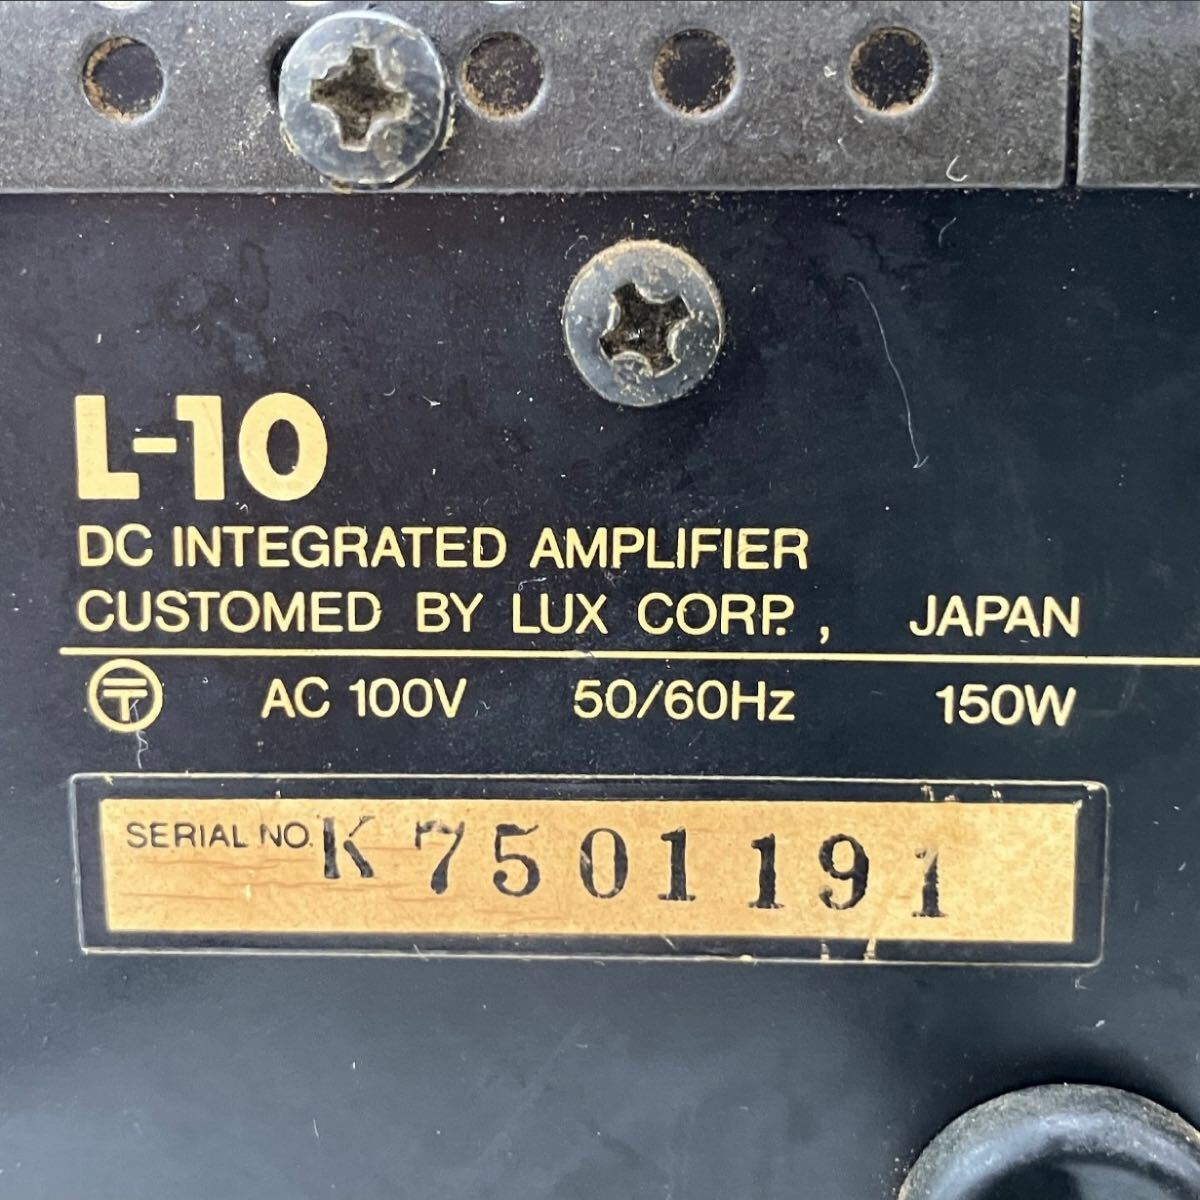 L-10
DC INTEGRATED AMPLIFIER
CUSTOMED BY LUX CORP., JAPAN
AC 100V 50/60Hz 150W
SERIAL NO. K7501191